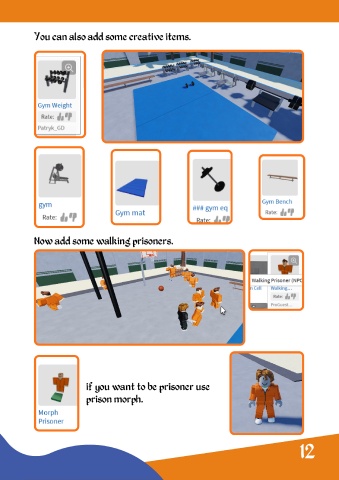 You can also add some creative items.
Gym Weight
Rate:
Patryk_GD
gym
Rate:
Gym mat
### gym eq
Rate:
Gym Bench
Rate:
Now add some walking prisoners.
Walking Prisoner (NPC
n Cell
Walking...
Rate:
if you want to be prisoner use
prison morph.
Morph
Prisoner
12